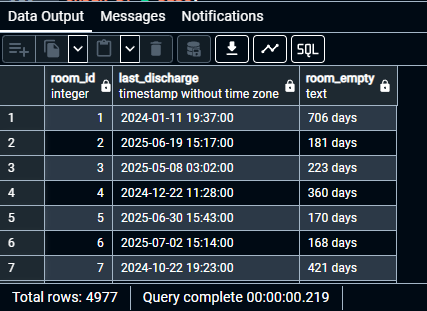 Data Output Messages Notifications
SQL
room_id last_discharge room_empty
integer timestamp without time zone text
1 1 2024-01-11 19:37:00 706 days
2 2 2025-06-19 15:17:00 181 days
3 3 2025-05-08 03:02:00 223 days
4 4 2024-12-22 11:28:00 360 days
5 5 2025-06-30 15:43:00 170 days
6 6 2025-07-02 15:14:00 168 days
7 7 2024-10-22 19:23:00 421 days
Total rows: 4977 Query complete 00:00:00.219